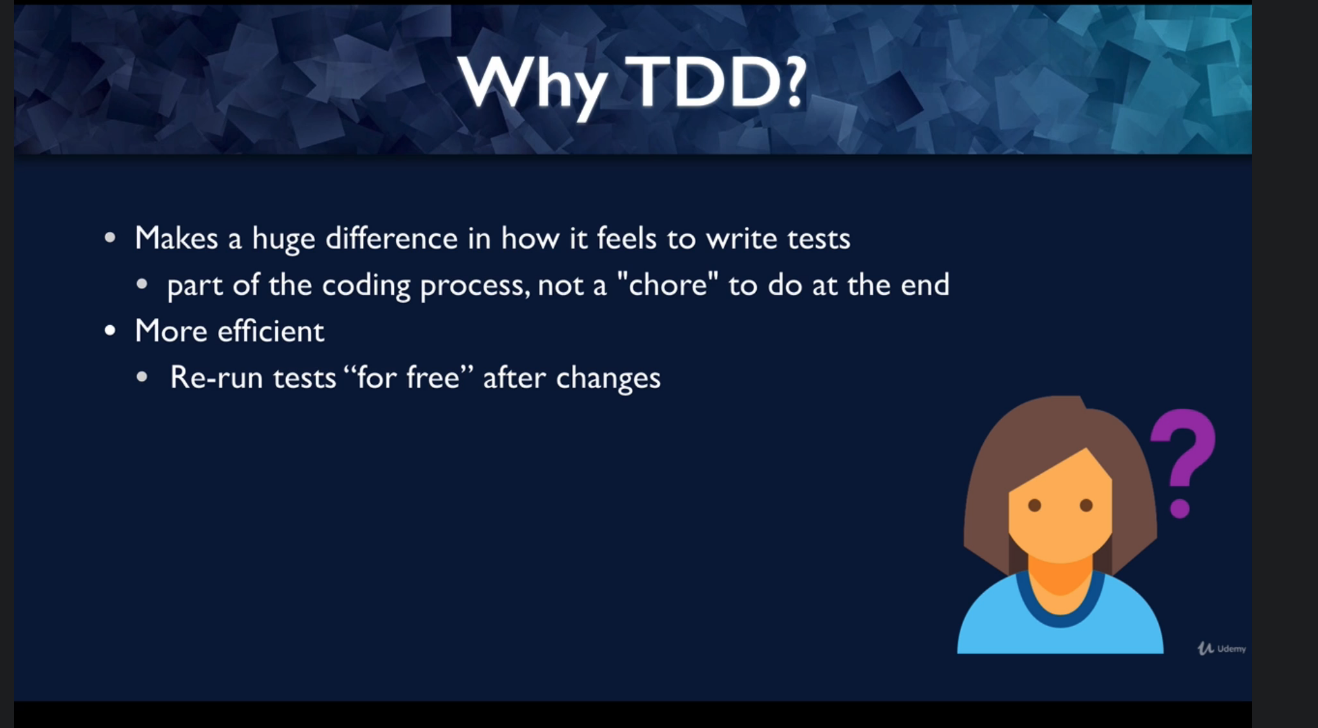 Why TDD?
• Makes a huge difference in how it feels to write tests
• part of the coding process, not a "chore" to do at the end
• More efficient
• Re-run tests “for free” after changes
?
Udemy